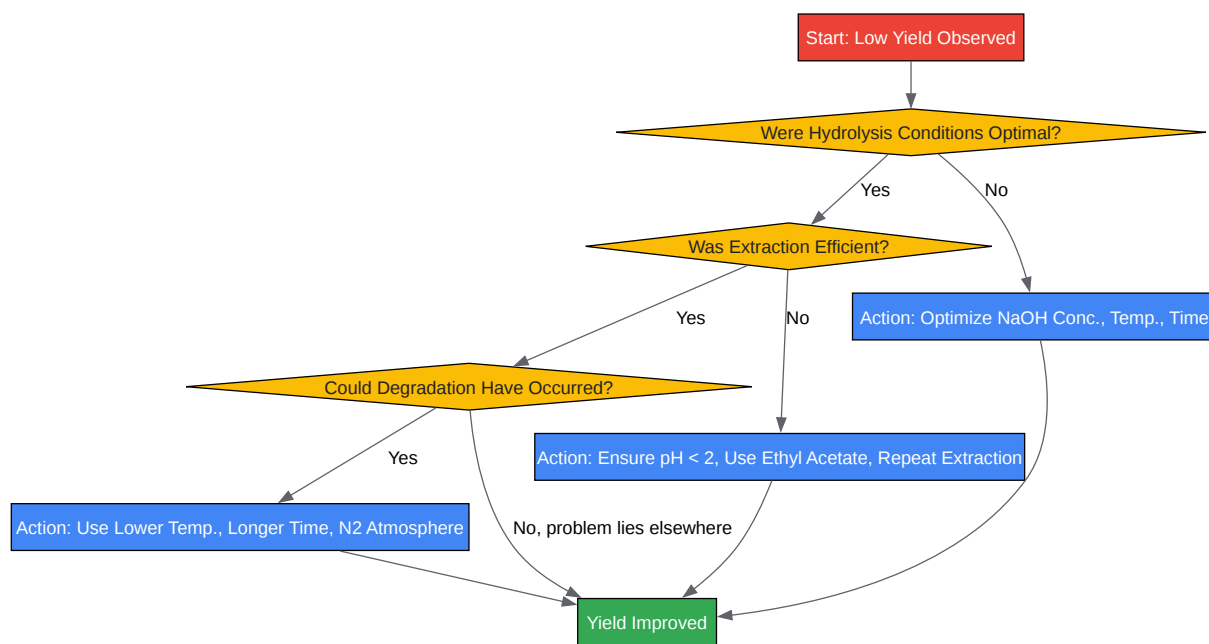 Start: Low Yield Observed
Were Hydrolysis Conditions Optimal?
Yes
No
Was Extraction Efficient?
Action: Optimize NaOH Conc., Temp., Time
Yes
No
Could Degradation Have Occurred?
Action: Ensure pH < 2, Use Ethyl Acetate, Repeat Extraction
Yes
Action: Use Lower Temp., Longer Time, N2 Atmosphere
No, problem lies elsewhere
Yield Improved